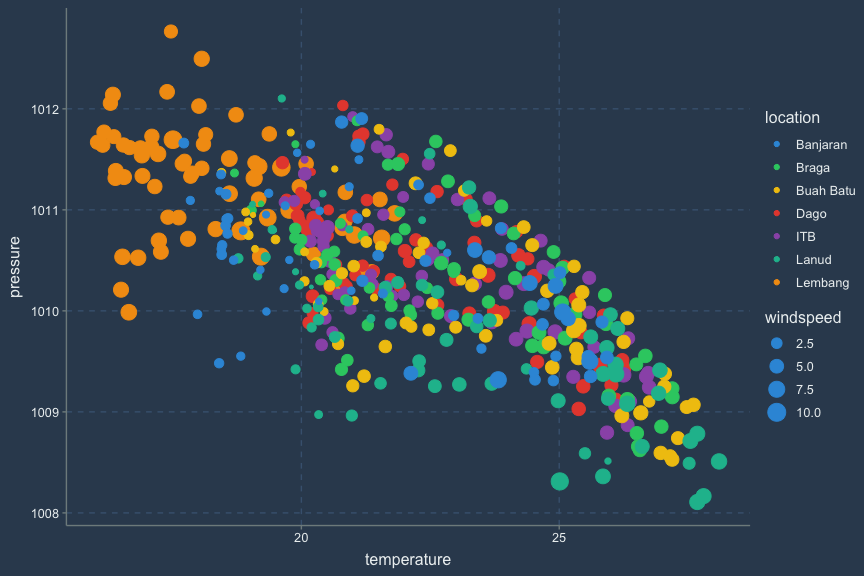 pressure
1012
1011
1010
1009
1008
20
25
temperature
location
Banjaran
Braga
Buah Batu
Dago
ITB
Lanud
Lembang
windspeed
2.5
5.0
7.5
10.0